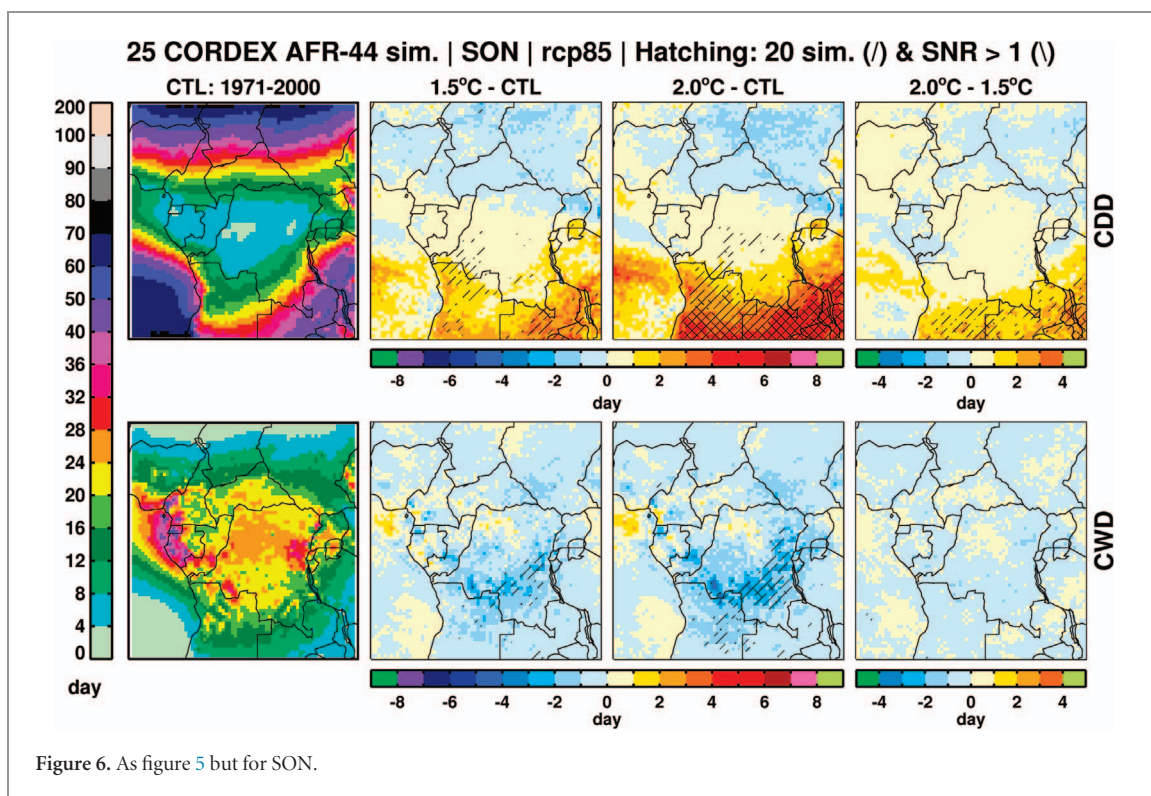 25 CORDEX AFR-44 sim. | SON | rcp85 | Hatching: 20 sim. (/) & SNR > 1 (\)
CTL: 1971-2000 1.5°C - CTL 2.0°C - CTL 2.0°C - 1.5°C
200
100
90
80
70
60
50
40
36
32
28
24
20
16
12
8
4
0
day
CDD
-8 -6 -4 -2 0 2 4 6 8
day
-8 -6 -4 -2 0 2 4 6 8
day
-4 -2 0 2 4
day
CWD
-8 -6 -4 -2 0 2 4 6 8
day
-8 -6 -4 -2 0 2 4 6 8
day
-4 -2 0 2 4
day
Figure 6. As figure 5 but for SON.